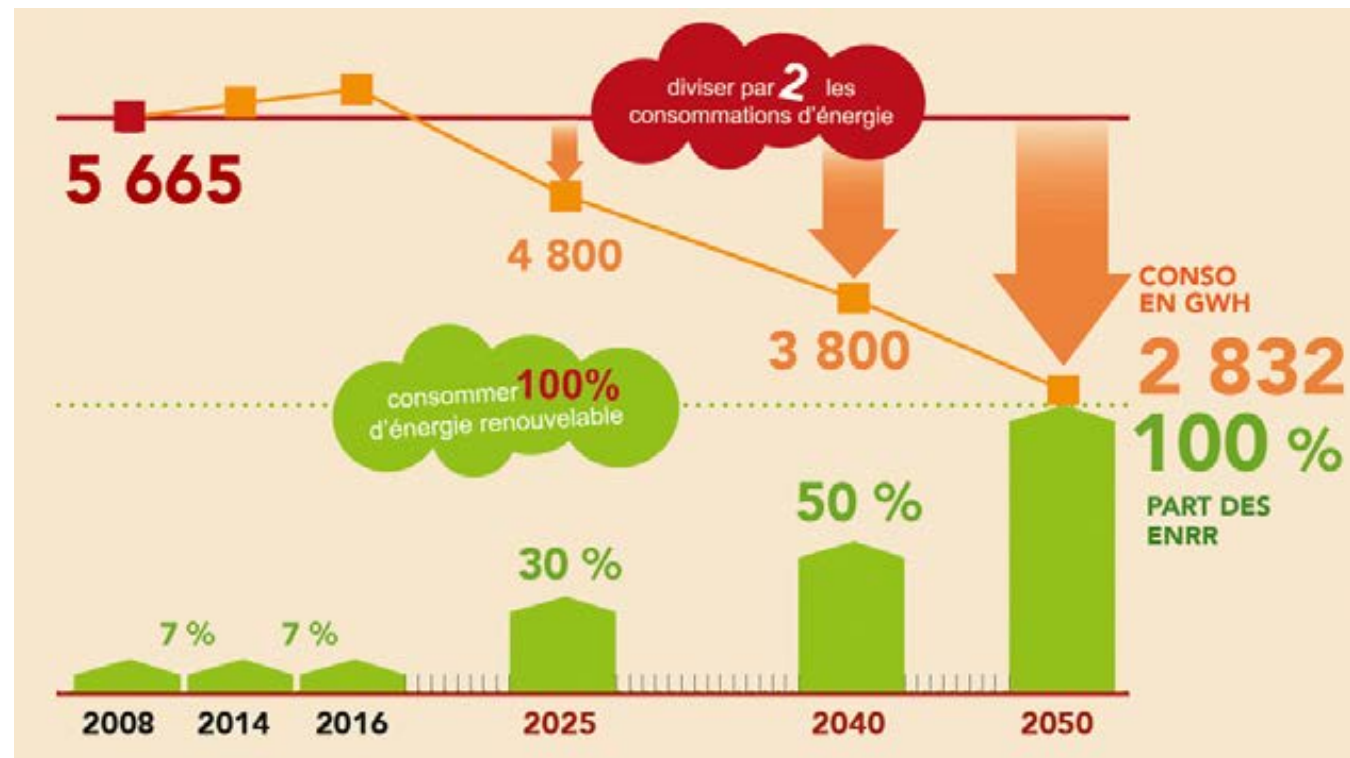 diviser par 2 les
consommations d'énergie
5 665
4 800
3 800
CONSO
EN GWH
2 832
consommer 100%
d'énergie renouvelable
100 %
PART DES
ENRR
50 %
30 %
7 %
7 %
2008
2014
2016
2025
2040
2050